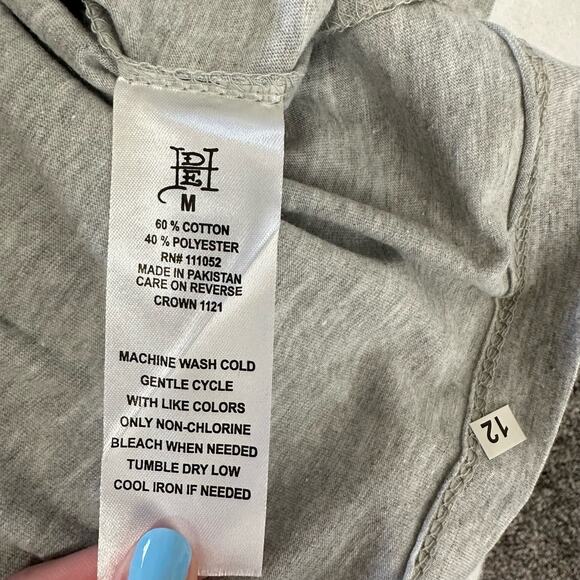 DEH
M
60 % COTTON
40 % POLYESTER
RN# 111052
MADE IN PAKISTAN
CARE ON REVERSE
CROWN 1121
MACHINE WASH COLD
GENTLE CYCLE
WITH LIKE COLORS
ONLY NON-CHLORINE
BLEACH WHEN NEEDED
TUMBLE DRY LOW
COOL IRON IF NEEDED
12